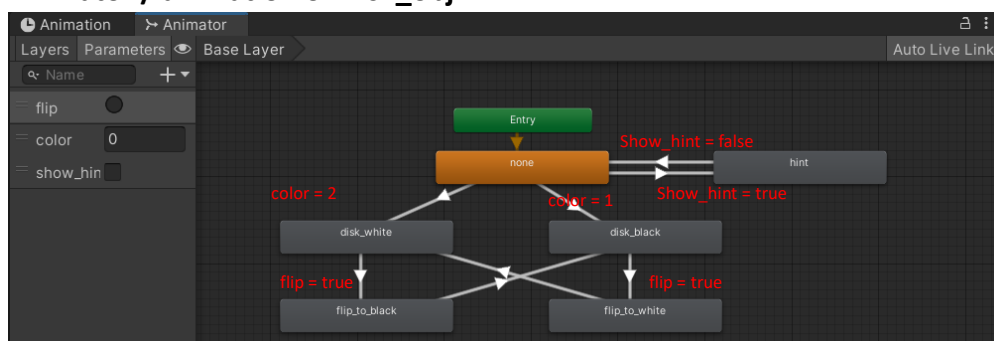 Animation Animator
Layers Parameters Base Layer Auto Live Link
Name
flip
color 0
show_hin
Entry
none
hint
Show_hint = false
Show_hint = true
color = 2
color = 1
disk_white
disk_black
flip = true
flip = true
flip_to_black
flip_to_white